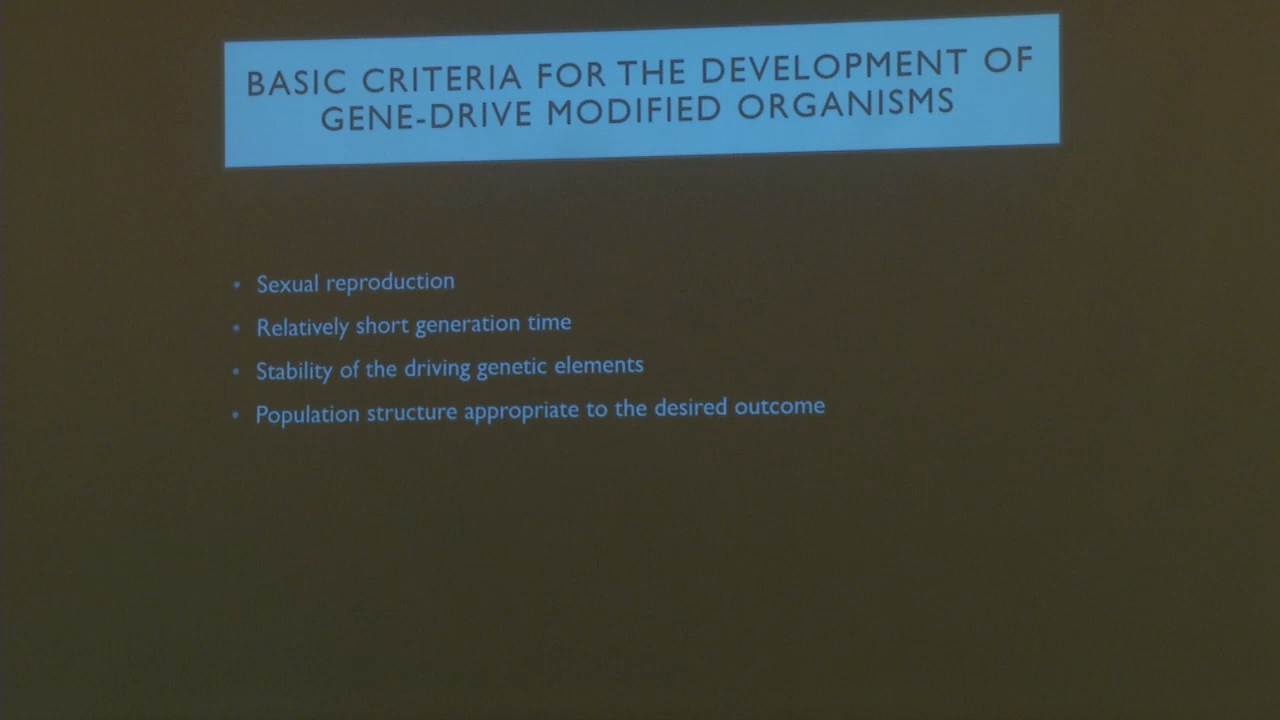 BASIC CRITERIA FOR THE DEVELOPMENT OF
GENE-DRIVE MODIFIED ORGANISMS
• Sexual reproduction
• Relatively short generation time
• Stability of the driving genetic elements
• Population structure appropriate to the desired outcome